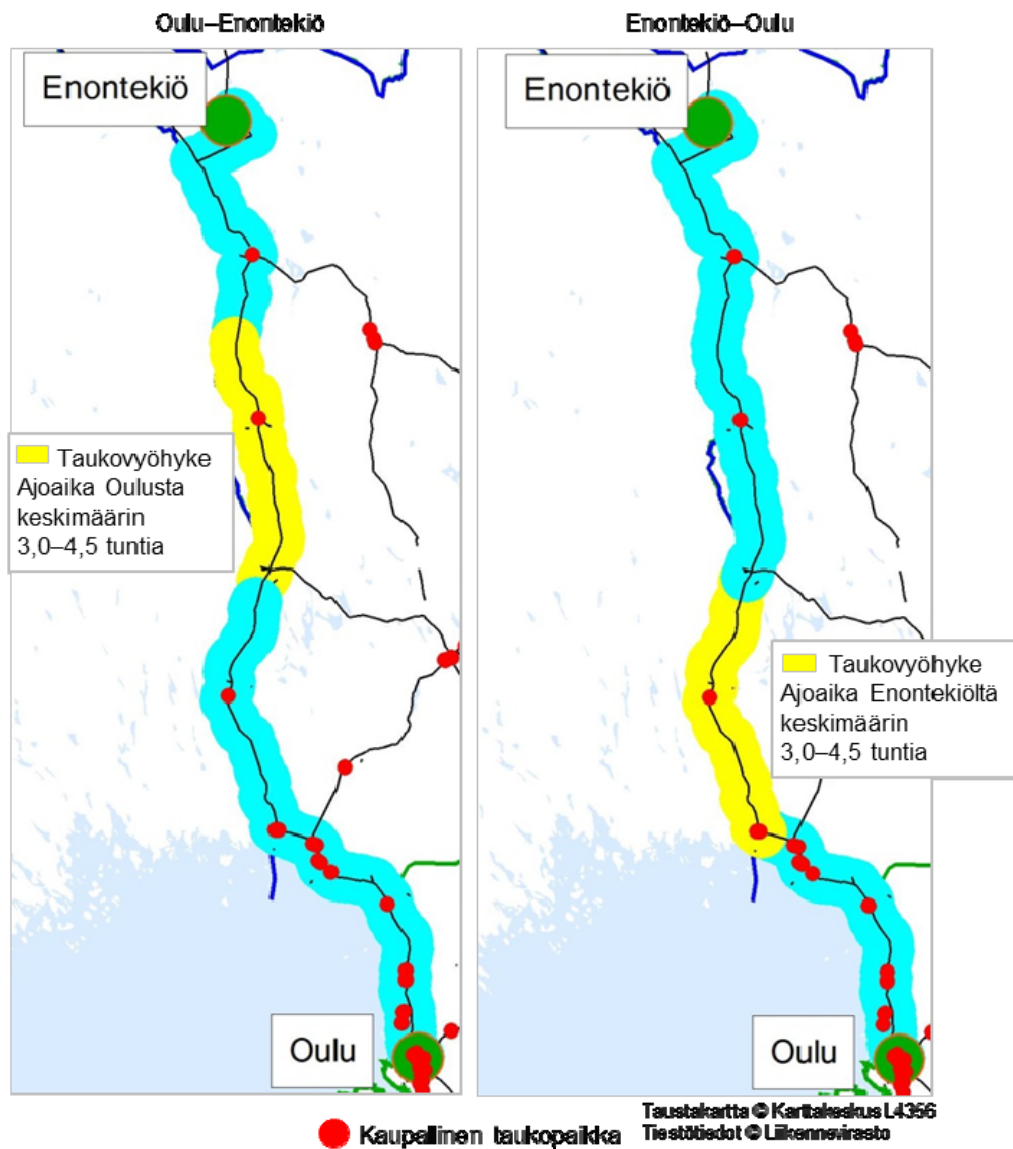 Oulu–Enontekiö
Enontekiö–Oulu
Enontekiö
Enontekiö
Taukovyöhyke
Ajoaika Oulusta
keskimäärin
3,0–4,5 tuntia
Taukovyöhyke
Ajoaika Enontekiöltä
keskimäärin
3,0–4,5 tuntia
Oulu
Oulu
Kaupallinen taukopaikka
Taustakartta © Karttakeskus L4356
Tiestötiedot © Liikennevirasto